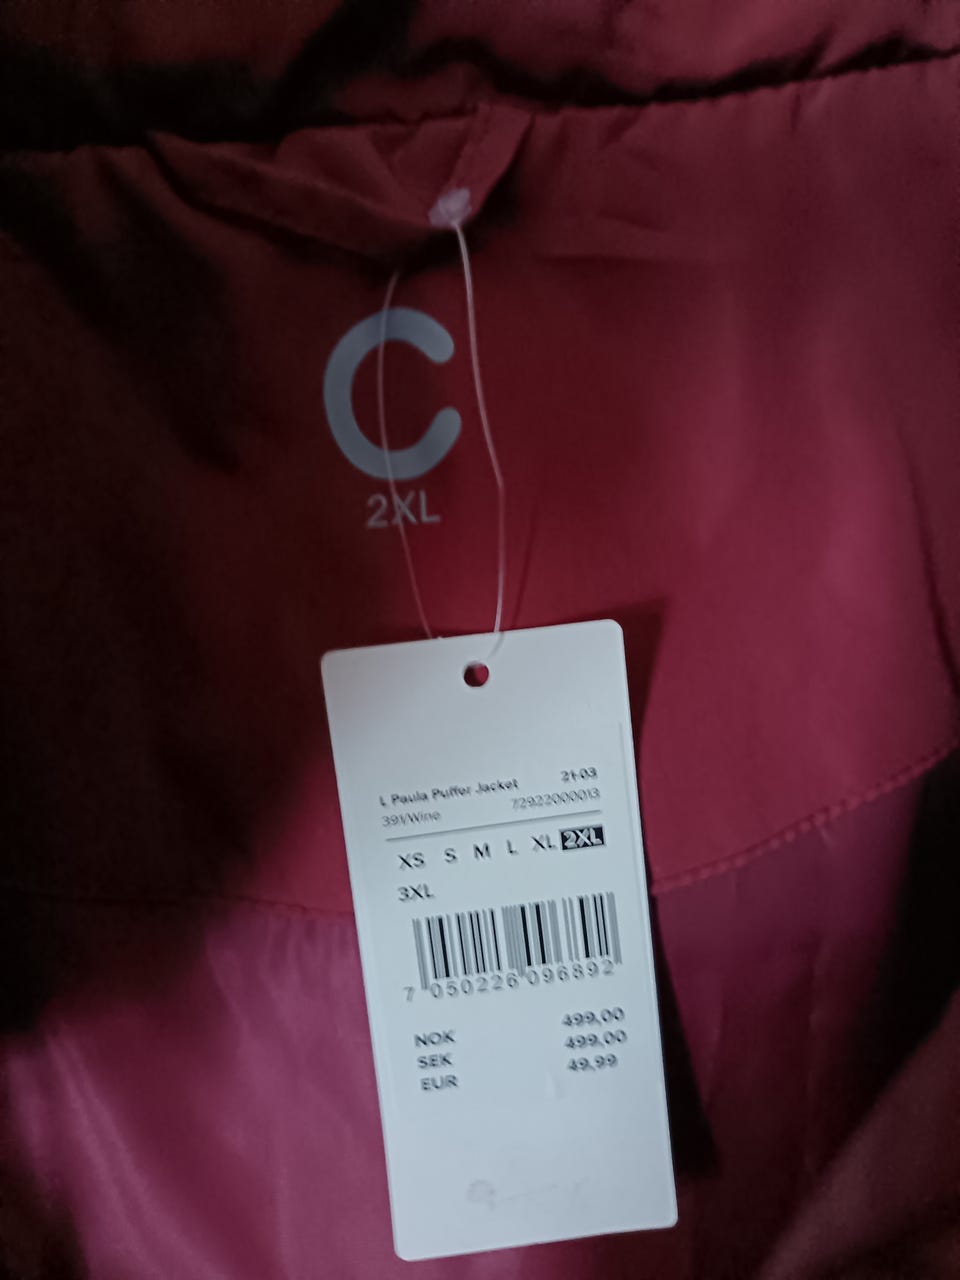 C
2XL
L Paula Puffer Jacket 21-03
391/Wine 72922000013
XS S M L XL 2XL
3XL
7 050226 096892
NOK 499,00
SEK 499,00
EUR 49,99